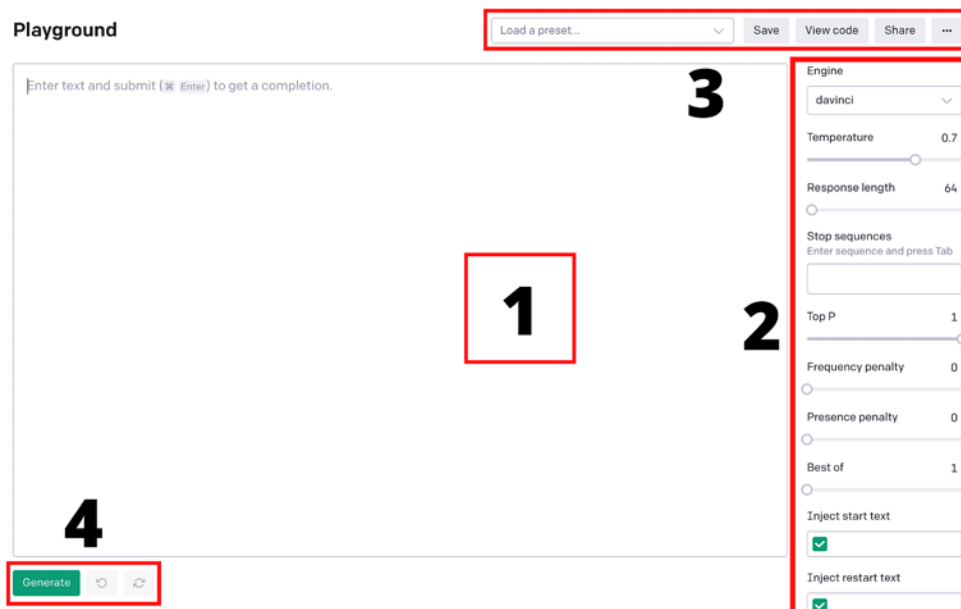 Playground
Load a preset...
Save
View code
Share
3
Enter text and submit (⌘ Enter) to get a completion.
Engine
davinci
Temperature 0.7
Response length 64
Stop sequences
Enter sequence and press Tab
1
2
Top P 1
Frequency penalty 0
Presence penalty 0
Best of 1
Inject start text
Inject restart text
4
Generate